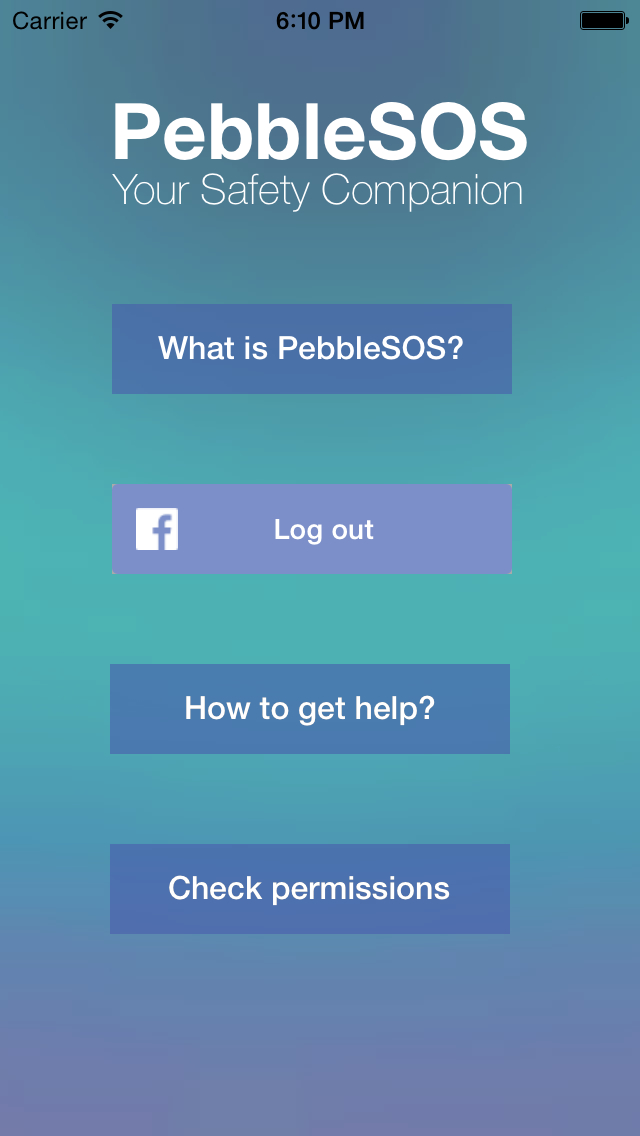 Carrier 6:10 PM
PebbleSOS
Your Safety Companion
What is PebbleSOS?
Log out
How to get help?
Check permissions